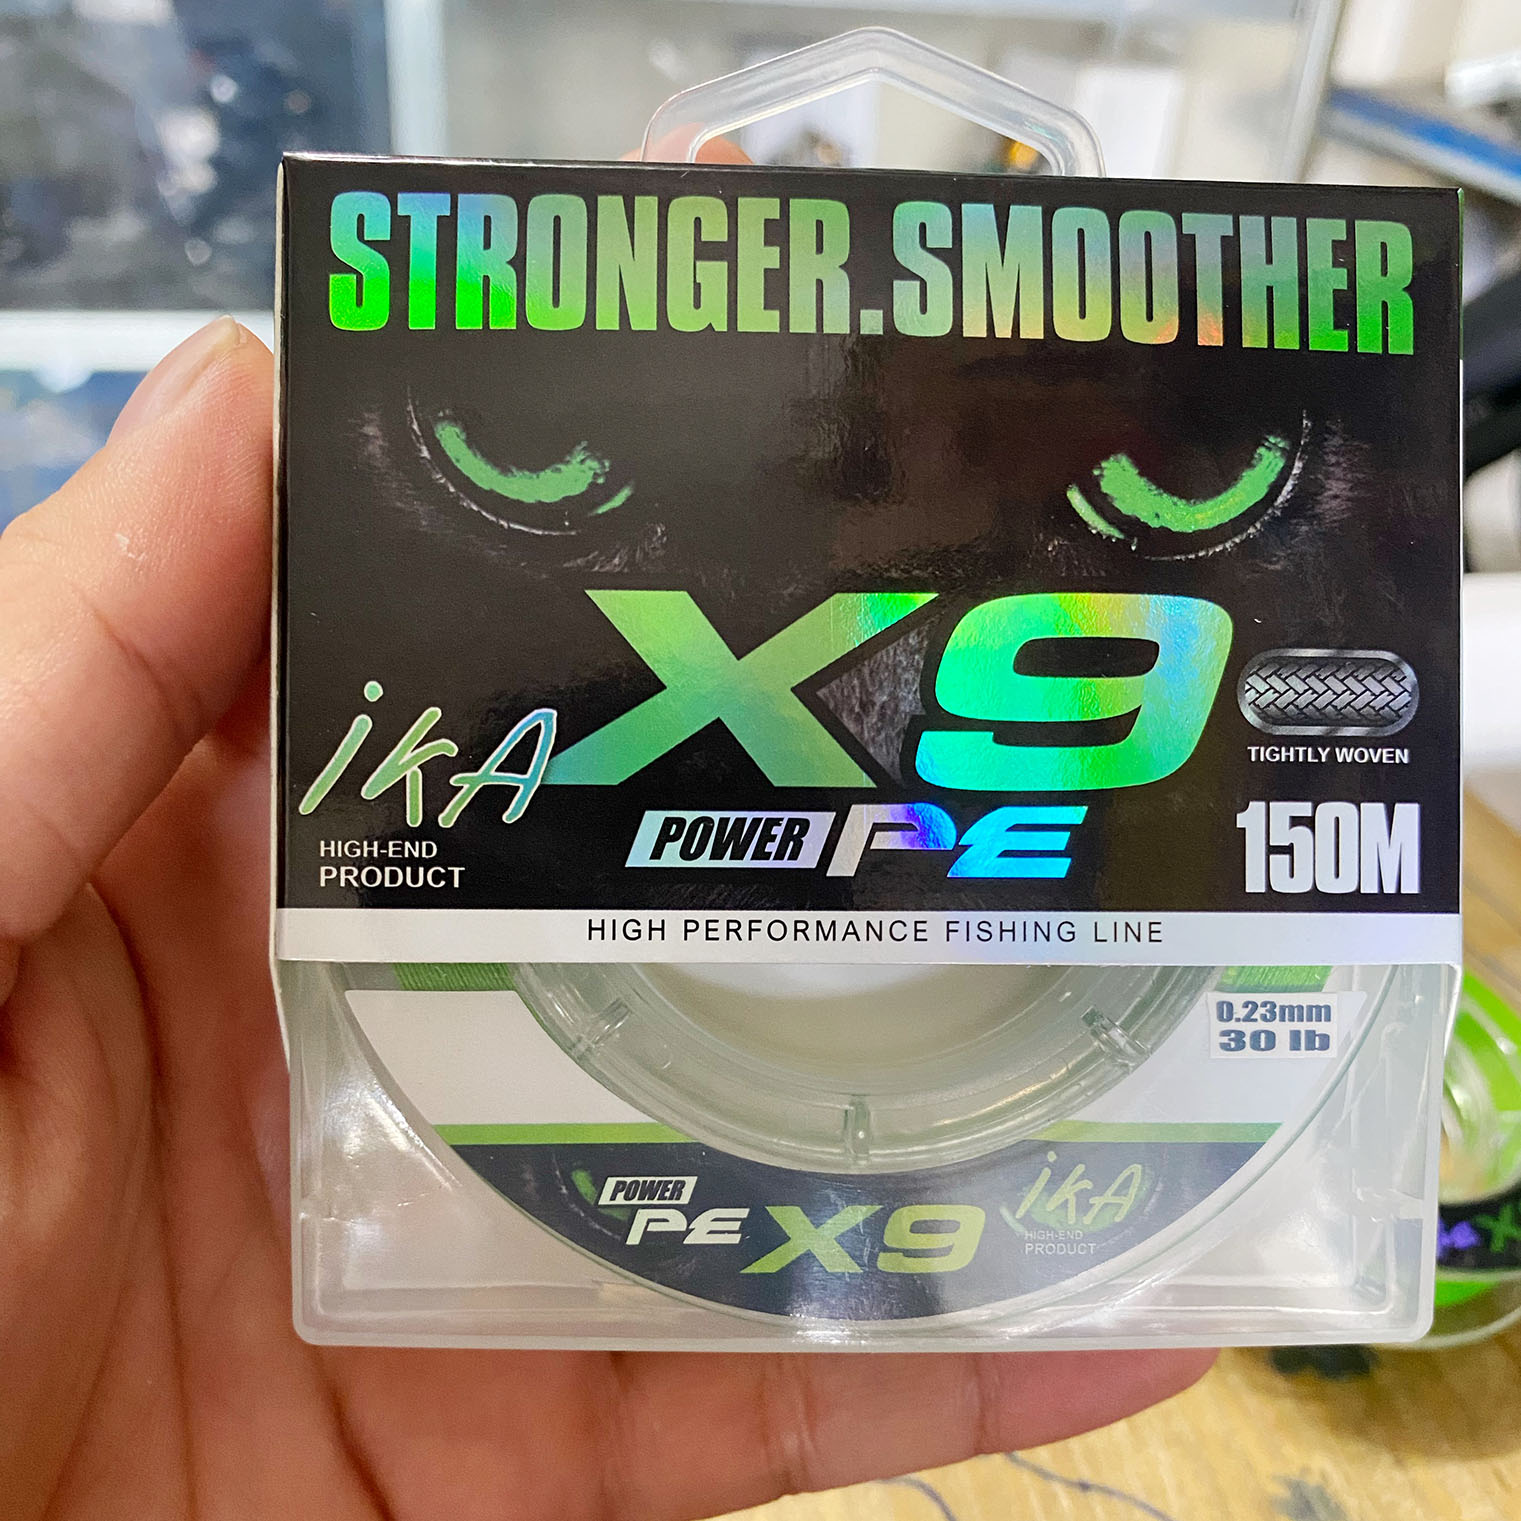 STRONGER.SMOOTHER
X9
iKA
TIGHTLY WOVEN
HIGH-END
PRODUCT
POWER PE
150M
HIGH PERFORMANCE FISHING LINE
0.23mm
30 lb
POWER
PE X9
iKA
HIGH-END
PRODUCT